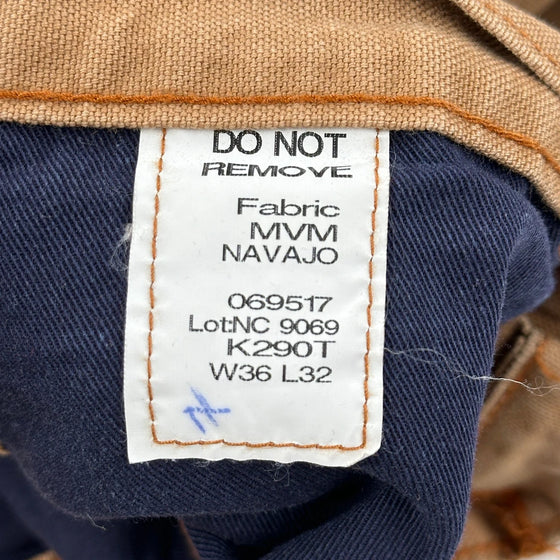 DO NOT
REMOVE
Fabric
MVM
NAVAJO
069517
Lot:NC 9069
K290T
W36 L32